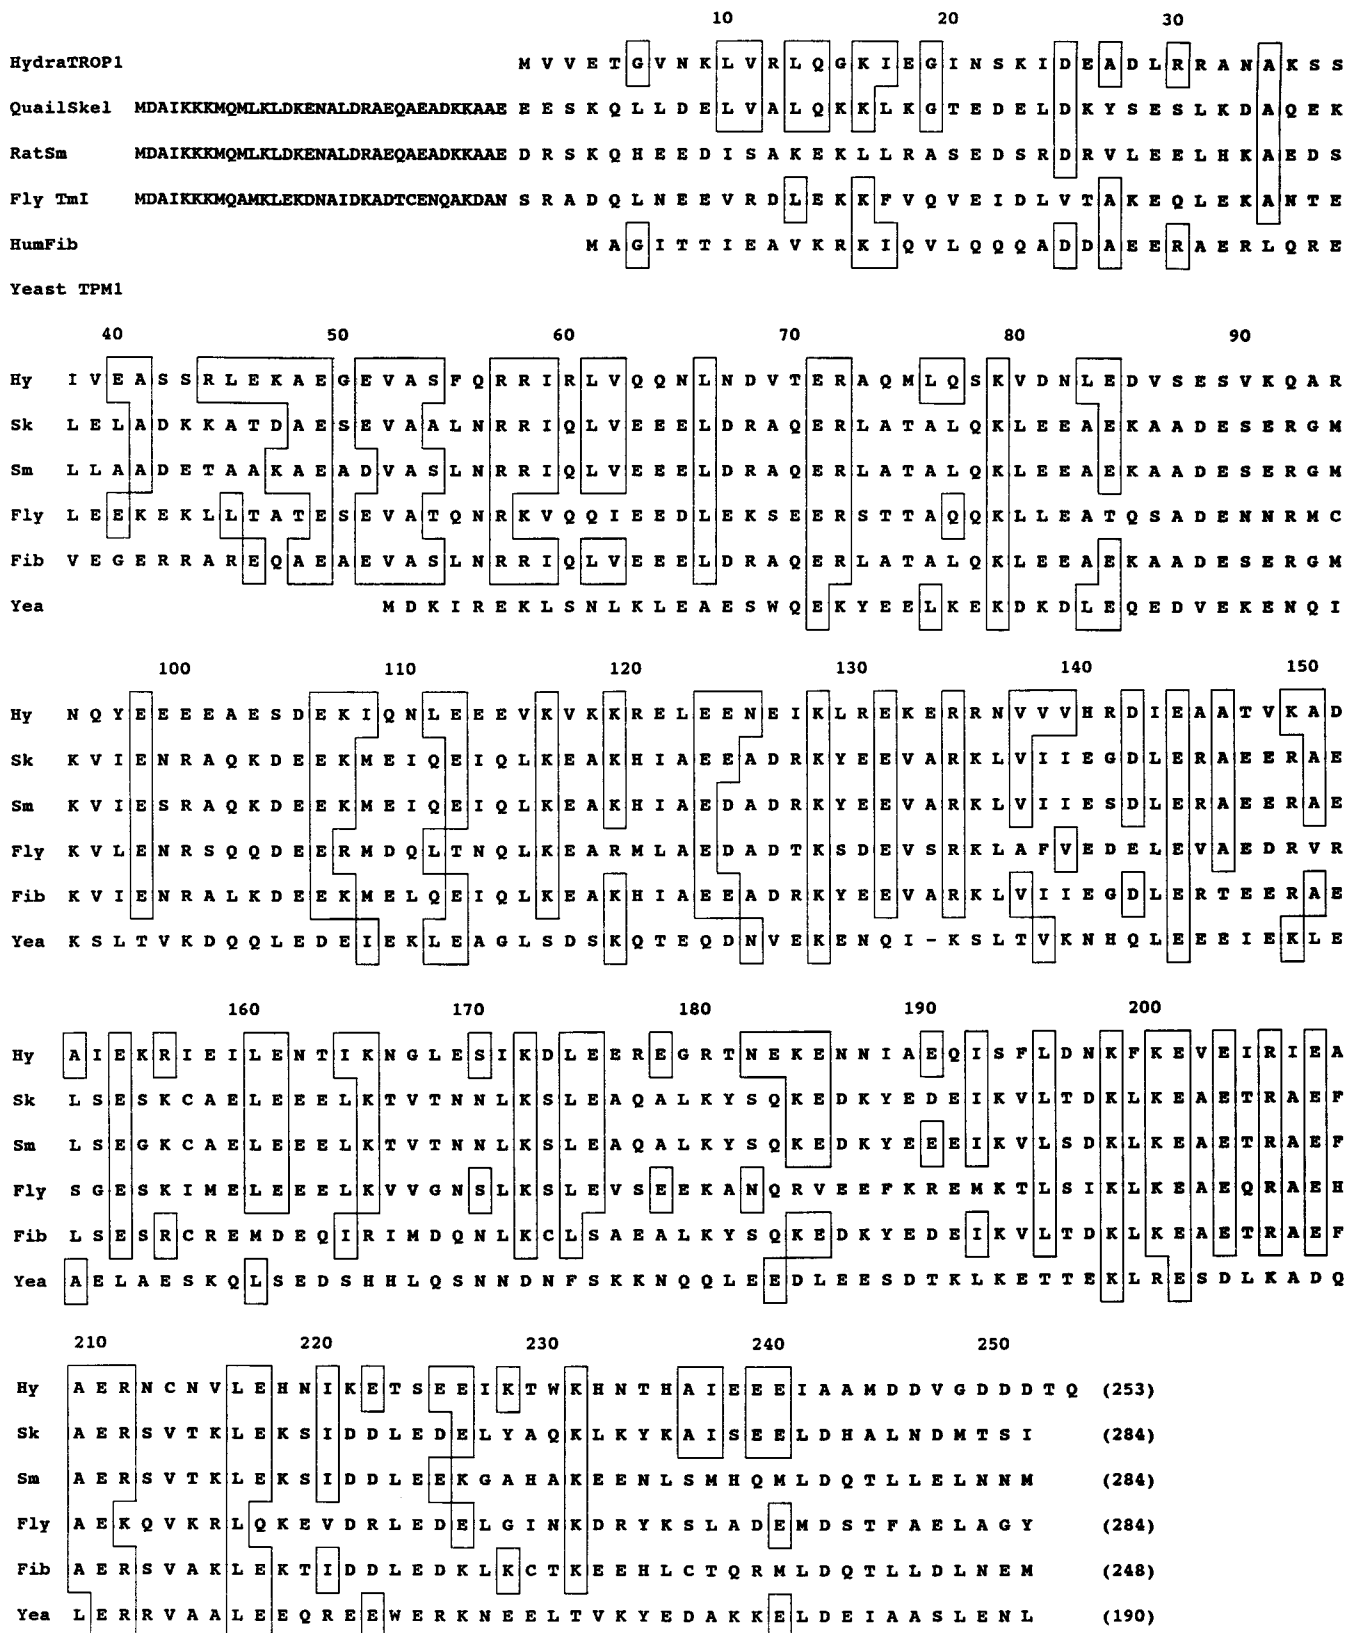 10 20 30
HydraTROP1 M V V E T G V N K L V R L Q G K I E G I N S K I D E A D L R R A N A K S S
QuailSkel MDAIKKKMQMLKLDKENALDRAEQAEADKKAAE E E S K Q L L D E L V A L Q K K L K G T E D E L D K Y S E S L K D A Q E K
RatSm MDAIKKKMQMLKLDKENALDRAEQAEADKKAAE D R S K Q H E E D I S A K E K L L R A S E D S R D R V L E E L H K A E D S
Fly TmI MDAIKKKMQAMKLEKDNAIDKADTCENQAKDAN S R A D Q L N E E V R D L E K K F V Q V E I D L V T A K E Q L E K A N T E
HumFib M A G I T T I E A V K R K I Q V L Q Q Q A D D A E E R A E R L Q R E
Yeast TPM1
40 50 60 70 80 90
Hy I V E A S S R L E K A E G E V A S F Q R R I R L V Q Q N L N D V T E R A Q M L Q S K V D N L E D V S E S V K Q A R
Sk L E L A D K K A T D A E S E V A A L N R R I Q L V E E E L D R A Q E R L A T A L Q K L E E A E K A A D E S E R G M
Sm L L A A D E T A A K A E A D V A S L N R R I Q L V E E E L D R A Q E R L A T A L Q K L E E A E K A A D E S E R G M
Fly L E E K E K L L T A T E S E V A T Q N R K V Q Q I E E D L E K S E E R S T T A Q Q K L L E A T Q S A D E N N R M C
Fib V E G E R R A R E Q A E A E V A S L N R R I Q L V E E E L D R A Q E R L A T A L Q K L E E A E K A A D E S E R G M
Yea M D K I R E K L S N L K L E A E S W Q E K Y E E L K E K D K D L E Q E D V E K E N Q I
100 110 120 130 140 150
Hy N Q Y E E E E A E S D E K I Q N L E E E V K V K K R E L E E N E I K L R E K E R R N V V V H R D I E A A T V K A D
Sk K V I E N R A Q K D E E K M E I Q E I Q L K E A K H I A E E A D R K Y E E V A R K L V I I E G D L E R A E E R A E
Sm K V I E S R A Q K D E E K M E I Q E I Q L K E A K H I A E D A D R K Y E E V A R K L V I I E S D L E R A E E R A E
Fly K V L E N R S Q Q D E E R M D Q L T N Q L K E A R M L A E D A D T K S D E V S R K L A F V E D E L E V A E D R V R
Fib K V I E N R A L K D E E K M E L Q E I Q L K E A K H I A E E A D R K Y E E V A R K L V I I E G D L E R T E E R A E
Yea K S L T V K D Q Q L E D E I E K L E A G L S D S K Q T E Q D N V E K E N Q I - K S L T V K N H Q L E E E I E K L E
160 170 180 190 200
Hy A I E K R I E I L E N T I K N G L E S I K D L E E R E G R T N E K E N N I A E Q I S F L D N K F K E V E I R I E A
Sk L S E S K C A E L E E E L K T V T N N L K S L E A Q A L K Y S Q K E D K Y E D E I K V L T D K L K E A E T R A E F
Sm L S E G K C A E L E E E L K T V T N N L K S L E A Q A L K Y S Q K E D K Y E E E I K V L S D K L K E A E T R A E F
Fly S G E S K I M E L E E E L K V V G N S L K S L E V S E E K A N Q R V E E F K R E M K T L S I K L K E A E Q R A E H
Fib L S E S R C R E M D E Q I R I M D Q N L K C L S A E A L K Y S Q K E D K Y E D E I K V L T D K L K E A E T R A E F
Yea A E L A E S K Q L S E D S H H L Q S N N D N F S K K N Q Q L E E D L E E S D T K L K E T T E K L R E S D L K A D Q
210 220 230 240 250
Hy A E R N C N V L E H N I K E T S E E I K T W K H N T H A I E E E I A A M D D V G D D D T Q (253)
Sk A E R S V T K L E K S I D D L E D E L Y A Q K L K Y K A I S E E L D H A L N D M T S I (284)
Sm A E R S V T K L E K S I D D L E E K G A H A K E E N L S M H Q M L D Q T L L E L N N M (284)
Fly A E K Q V K R L Q K E V D R L E D E L G I N K D R Y K S L A D E M D S T F A E L A G Y (284)
Fib A E R S V A K L E K T I D D L E D K L K C T K E E H L C T Q R M L D Q T L L D L N E M (248)
Yea L E R R V A A L E E Q R E E W E R K N E E L T V K Y E D A K K E L D E I A A S L E N L (190)